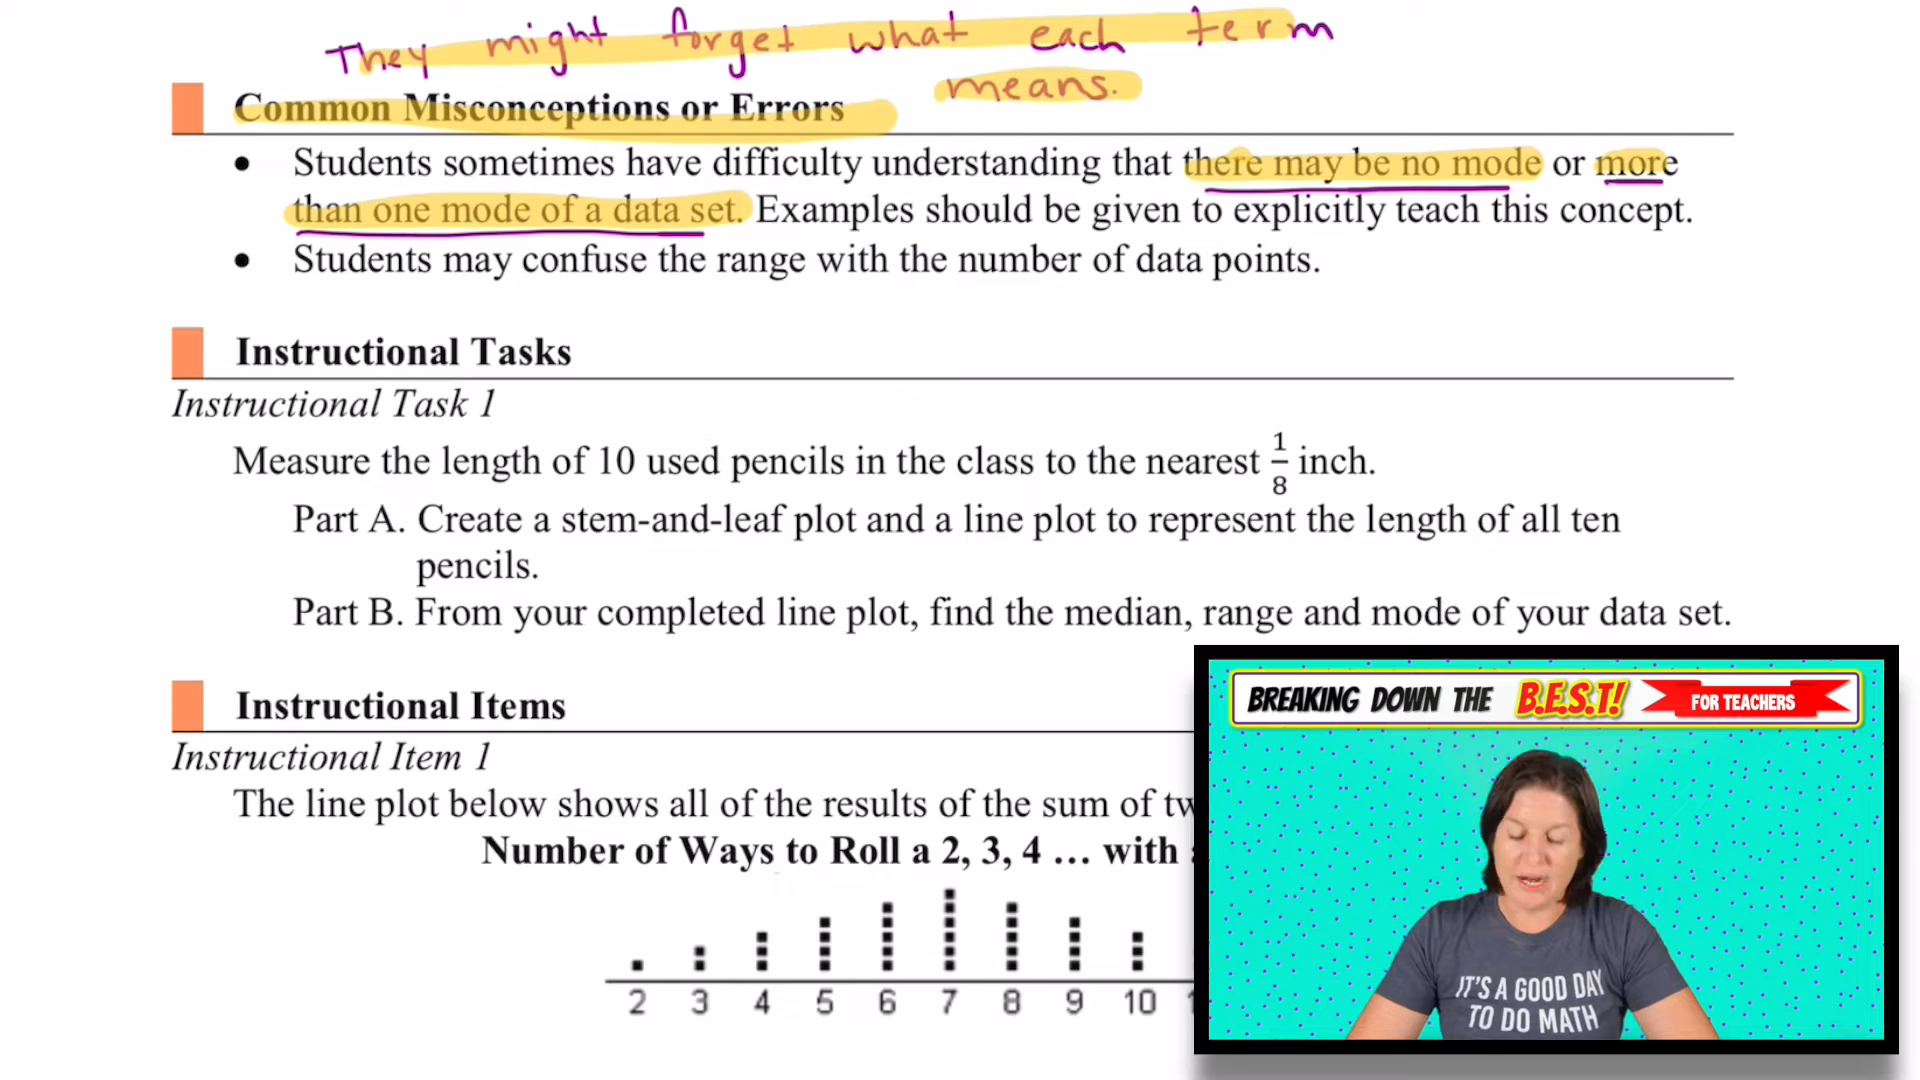 They might forget what each term
means.
Common Misconceptions or Errors
• Students sometimes have difficulty understanding that there may be no mode or more
than one mode of a data set. Examples should be given to explicitly teach this concept.
• Students may confuse the range with the number of data points.
Instructional Tasks
Instructional Task 1
Measure the length of 10 used pencils in the class to the nearest 1/8 inch.
Part A. Create a stem-and-leaf plot and a line plot to represent the length of all ten
pencils.
Part B. From your completed line plot, find the median, range and mode of your data set.
Instructional Items
Instructional Item 1
The line plot below shows all of the results of the sum of tw
Number of Ways to Roll a 2, 3, 4 … with
2 3 4 5 6 7 8 9 10
BREAKING DOWN THE B.E.S.T! FOR TEACHERS
IT'S A GOOD DAY
TO DO MATH